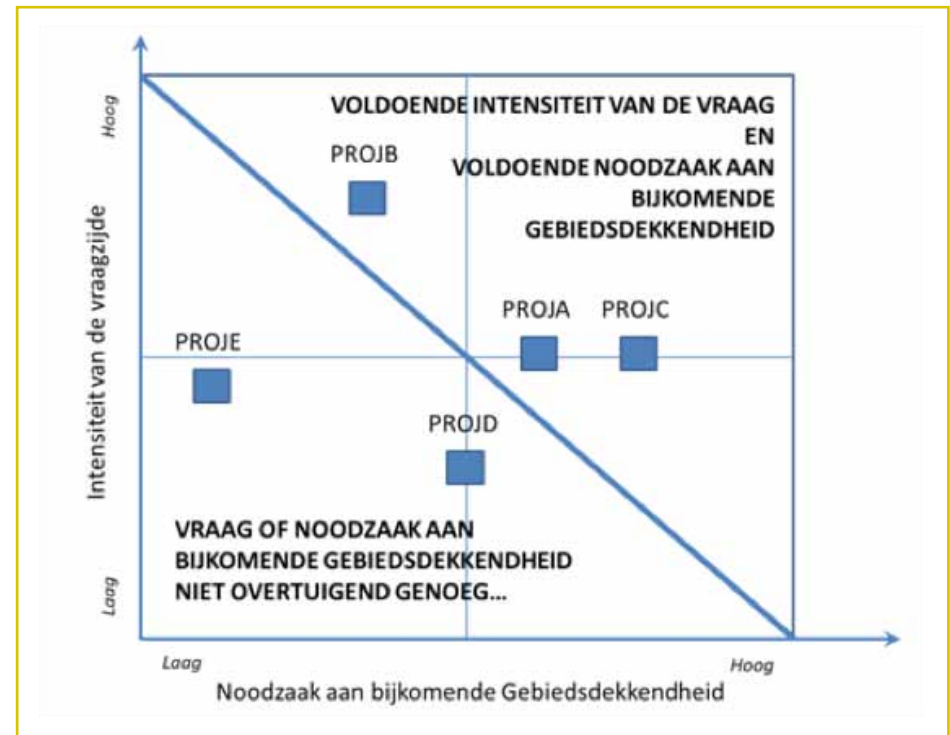 Hoog
VOLDOENDE INTENSITEIT VAN DE VRAAG
EN
VOLDOENDE NOODZAAK AAN
BIJKOMENDE
GEBIEDSDEKKENDHEID
PROJB
Intensiteit van de vraagzijde
PROJA
PROJC
PROJE
PROJD
VRAAG OF NOODZAAK AAN
BIJKOMENDE GEBIEDSDEKKENDHEID
NIET OVERTUIGEND GENOEG...
Laag
Laag
Hoog
Noodzaak aan bijkomende Gebiedsdekkendheid